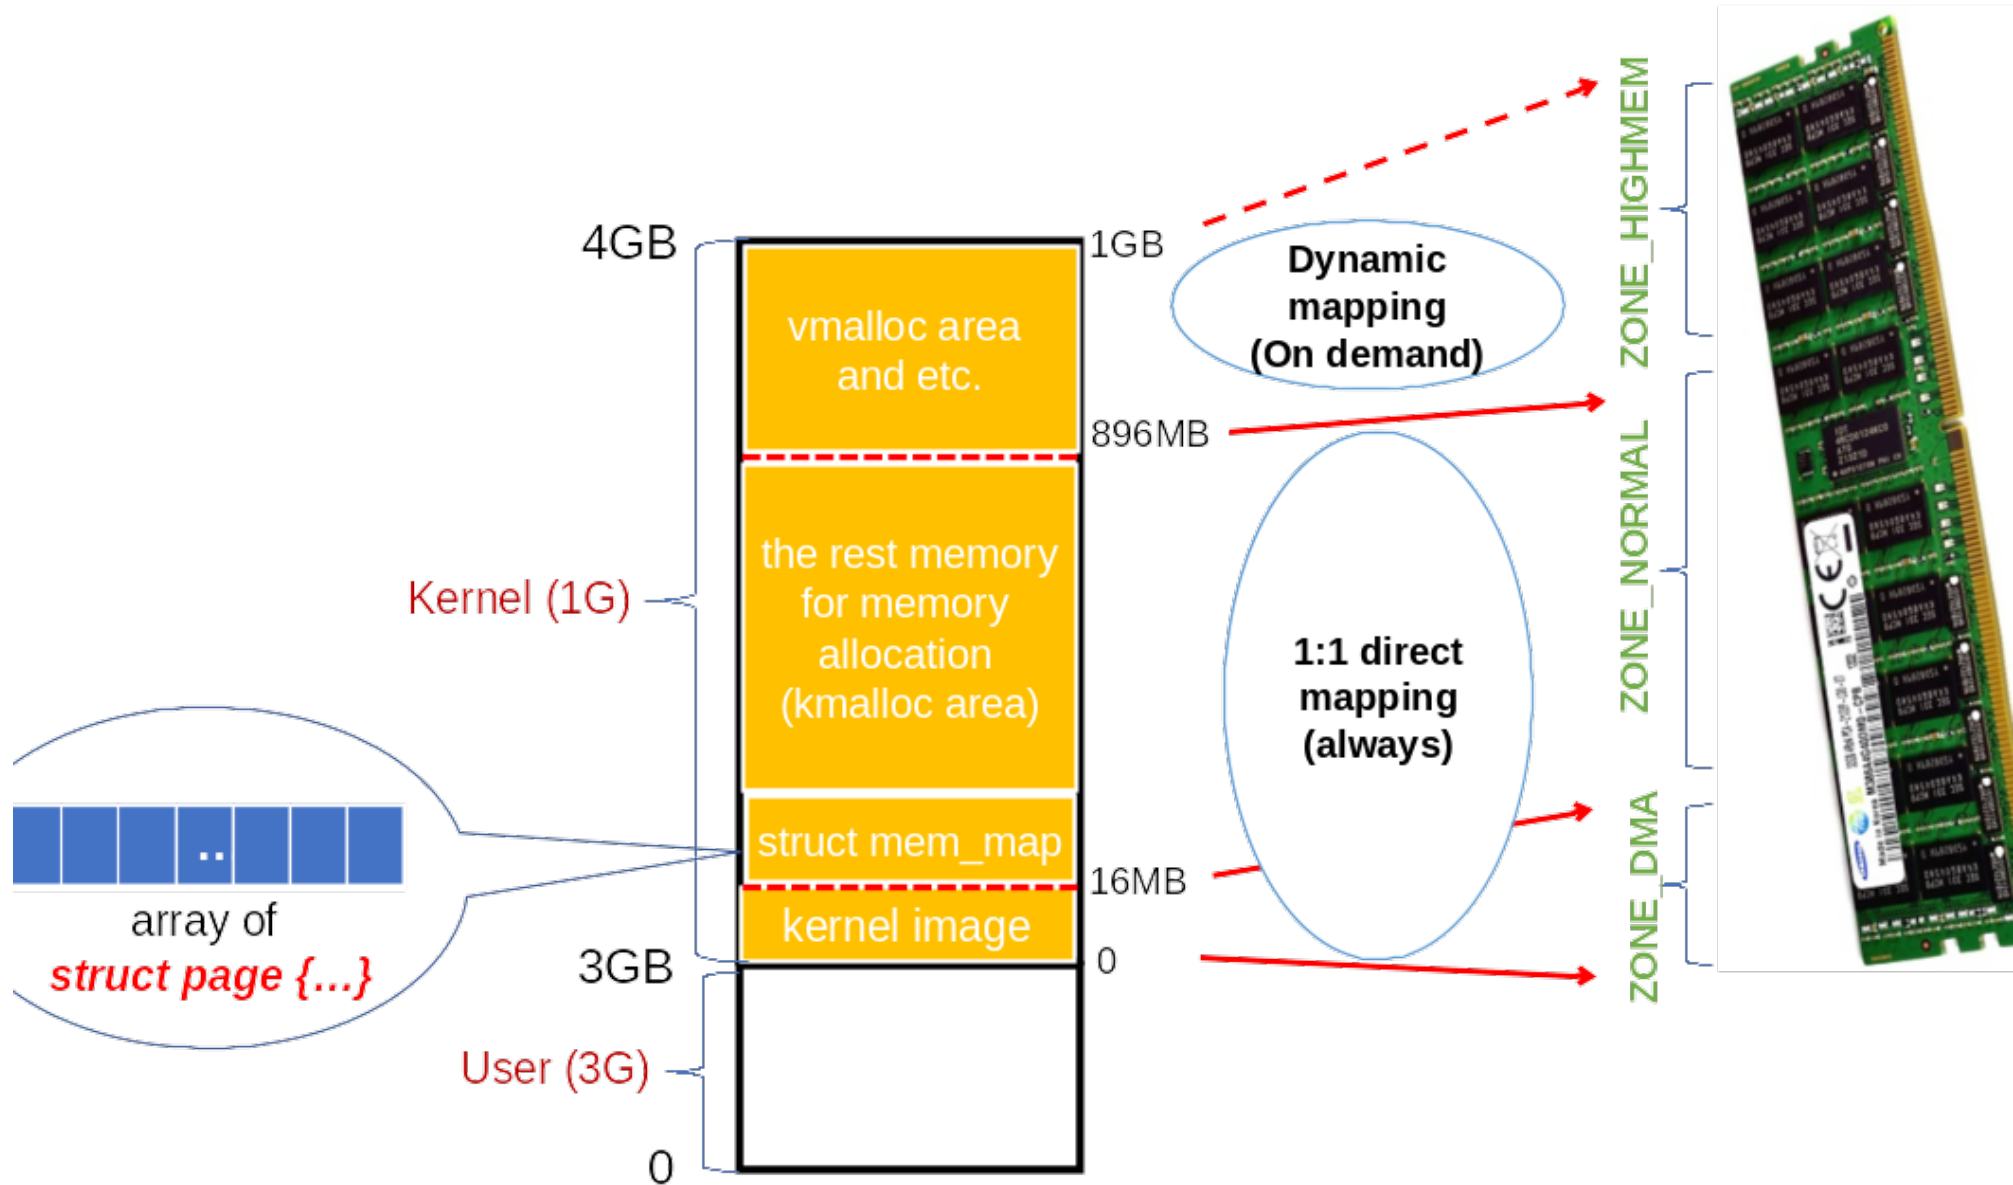 4GB
1GB
vmalloc area
and etc.
Dynamic
mapping
(On demand)
ZONE_HIGHMEM
896MB
the rest memory
for memory
allocation
(kmalloc area)
Kernel (1G)
1:1 direct
mapping
(always)
ZONE_NORMAL
struct mem_map
..
array of
struct page {...}
16MB
kernel image
3GB
0
ZONE_DMA
User (3G)
0